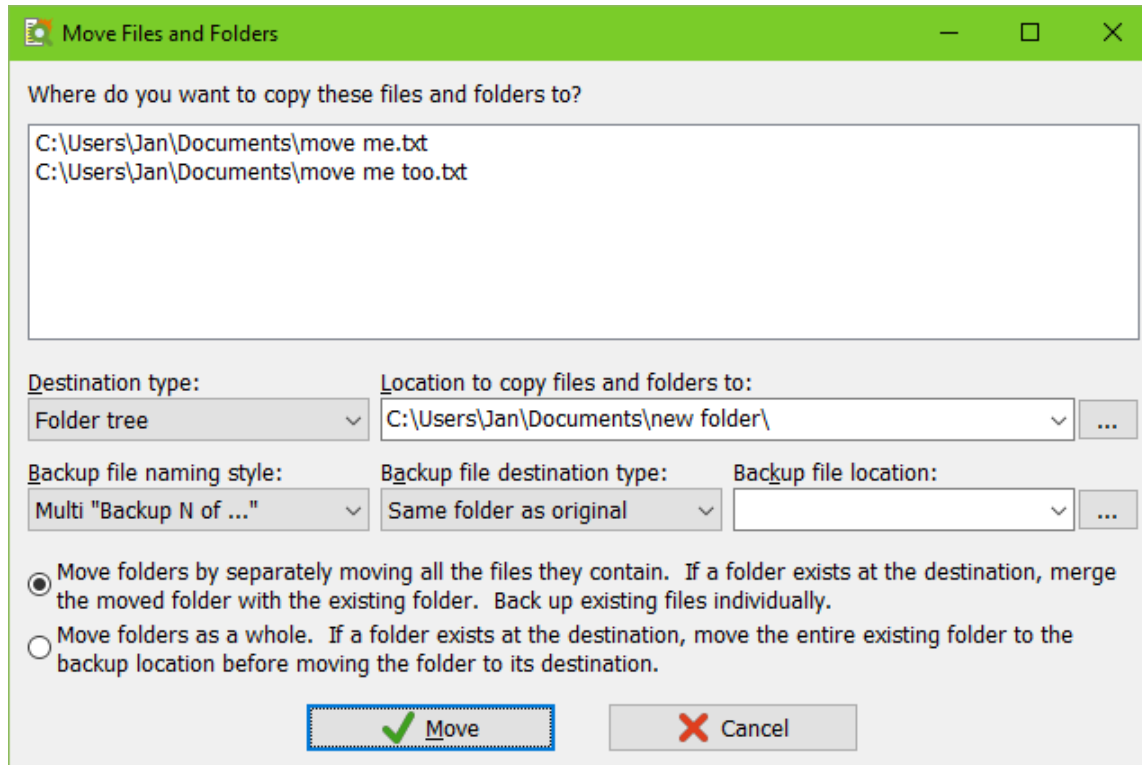 Move Files and Folders
Where do you want to copy these files and folders to?
C:\Users\Jan\Documents\move me.txt
C:\Users\Jan\Documents\move me too.txt
Destination type:
Location to copy files and folders to:
Folder tree
C:\Users\Jan\Documents\new folder\
...
Backup file naming style:
Backup file destination type:
Backup file location:
Multi "Backup N of ..."
Same folder as original
...
Move folders by separately moving all the files they contain.  If a folder exists at the destination, merge
the moved folder with the existing folder.  Back up existing files individually.
Move folders as a whole.  If a folder exists at the destination, move the entire existing folder to the
backup location before moving the folder to its destination.
Move
Cancel